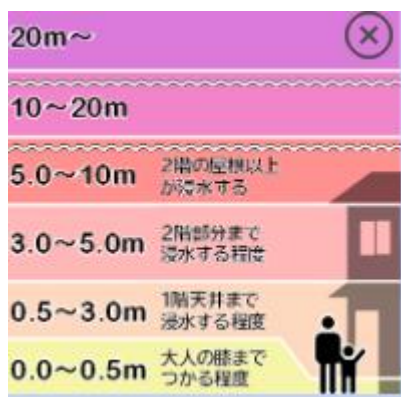 20m～
10～20m
5.0～10m
2階の屋根以上
が浸水する
3.0～5.0m
2階部分まで
浸水する程度
0.5～3.0m
1階天井まで
浸水する程度
0.0～0.5m
大人の膝まで
つかる程度